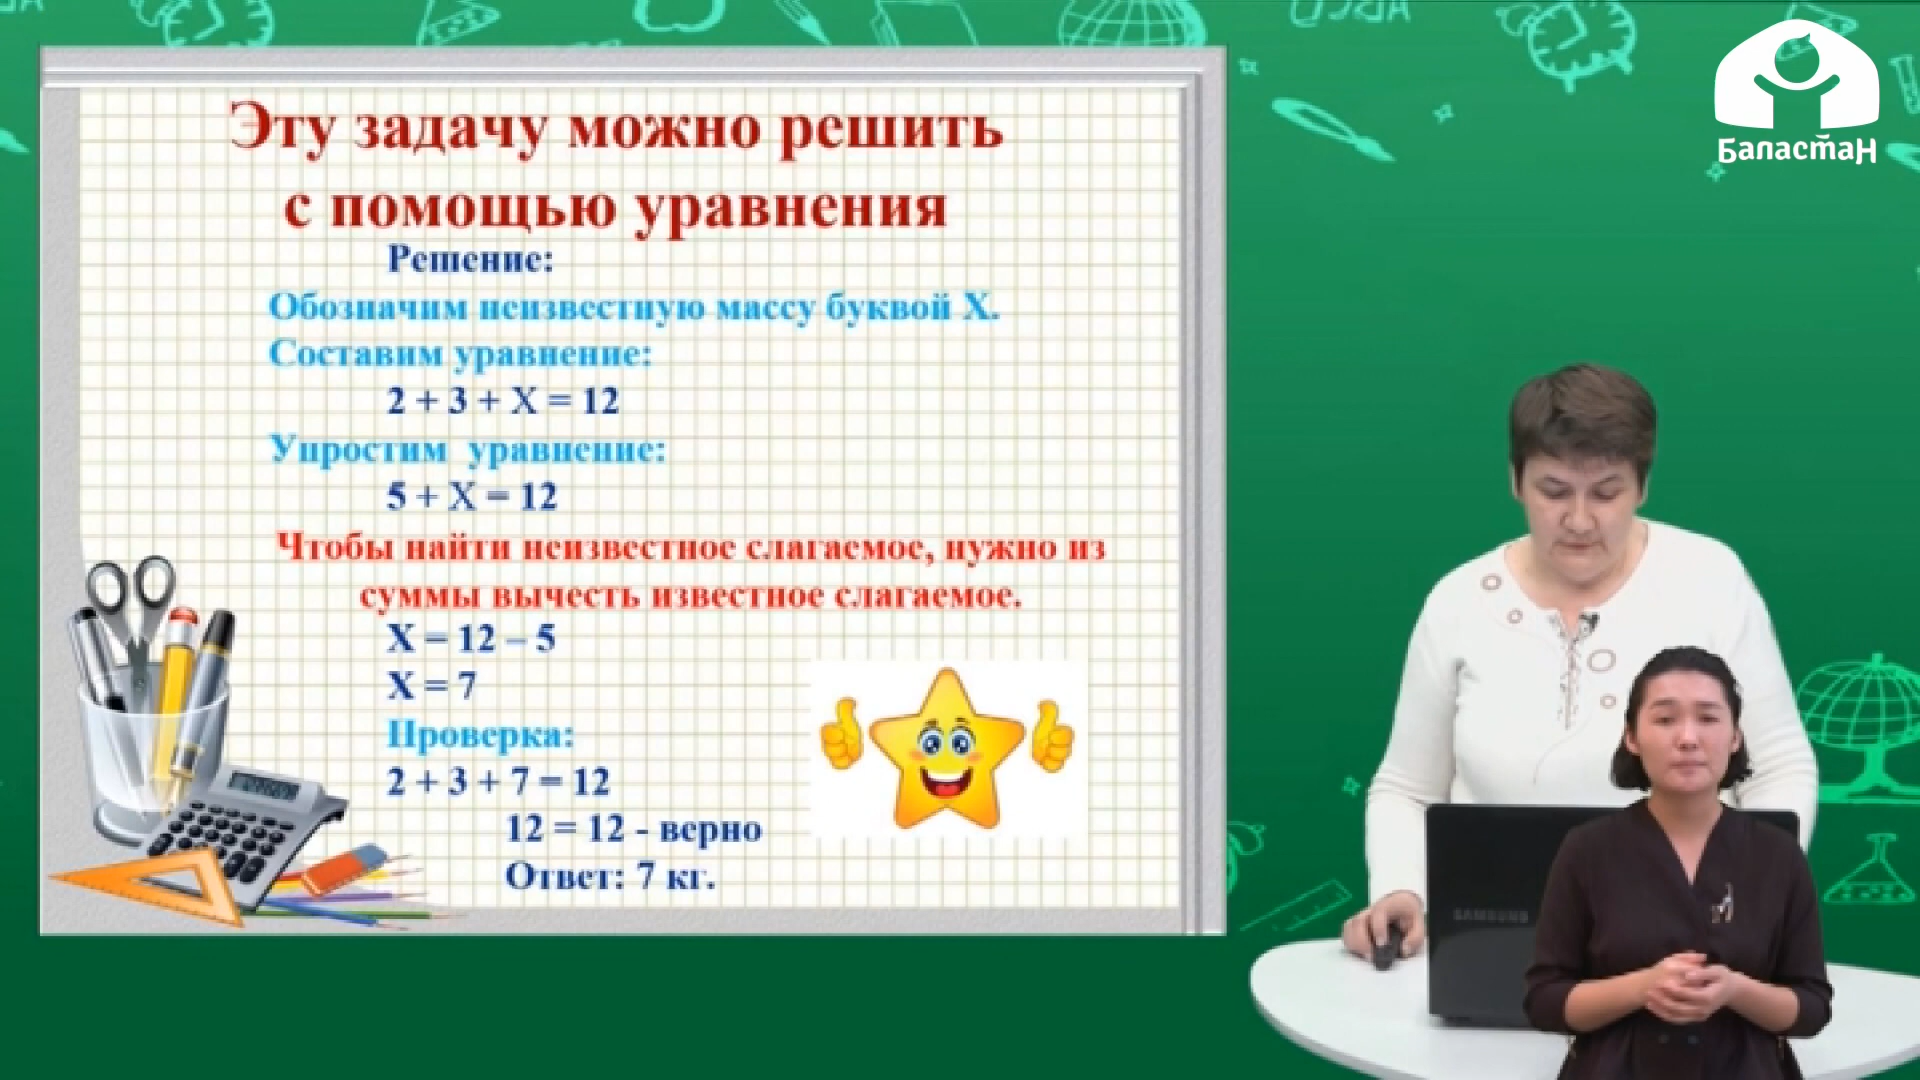 Эту задачу можно решить
с помощью уравнения
Решение:
Обозначим неизвестную массу буквой Х.
Составим уравнение:
2 + 3 + Х = 12
Упростим уравнение:
5 + Х = 12
Чтобы найти неизвестное слагаемое, нужно из
суммы вычесть известное слагаемое.
Х = 12 – 5
Х = 7
Проверка:
2 + 3 + 7 = 12
12 = 12 - верно
Ответ: 7 кг.
Баластан
SAMSUNG